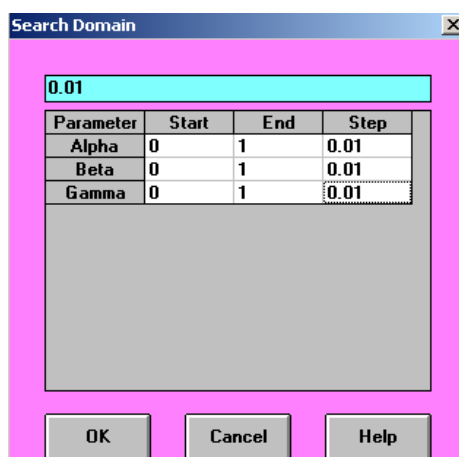 Search Domain
0.01
Parameter Start End Step
Alpha 0 1 0.01
Beta 0 1 0.01
Gamma 0 1 0.01
OK Cancel Help